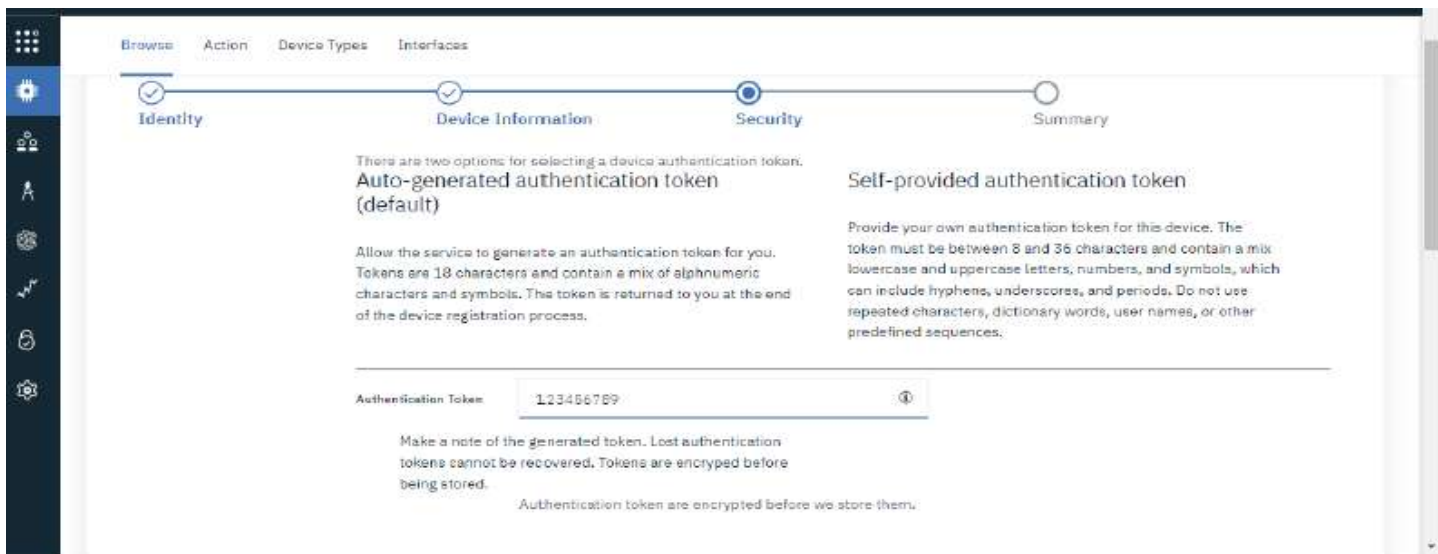 Browse Action Device Types Interfaces
Identity Device Information Security Summary
There are two options for selecting a device authentication token.
Auto-generated authentication token
(default)
Allow the service to generate an authentication token for you.
Tokens are 18 characters and contain a mix of alphnumeric
characters and symbols. The token is returned to you at the end
of the device registration process.
Self-provided authentication token
Provide your own authentication token for this device. The
token must be between 8 and 36 characters and contain a mix
lowercase and uppercase letters, numbers, and symbols, which
can include hyphens, underscores, and periods. Do not use
repeated characters, dictionary words, user names, or other
predefined sequences.
Authentication Token 123456789
Make a note of the generated token. Lost authentication
tokens cannot be recovered. Tokens are encryped before
being stored.
Authentication token are encrypted before we store them.